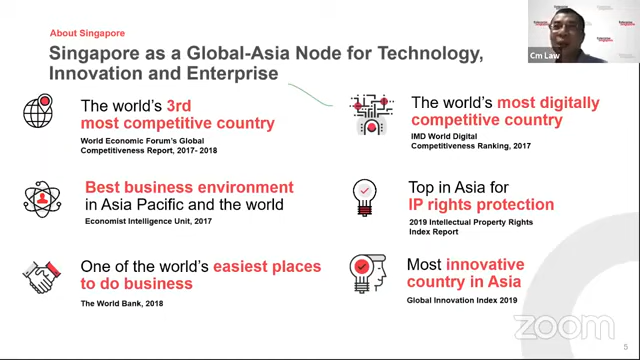 About Singapore
Singapore as a Global-Asia Node for Technology,
Innovation and Enterprise
The world's 3rd
most competitive country
World Economic Forum's Global
Competitiveness Report, 2017- 2018
The world's most digitally
competitive country
IMD World Digital
Competitiveness Ranking, 2017
Best business environment
in Asia Pacific and the world
Economist Intelligence Unit, 2017
Top in Asia for
IP rights protection
2019 Intellectual Property Rights
Index Report
One of the world's easiest places
to do business
The World Bank, 2018
Most innovative
country in Asia
Global Innovation Index 2019
Cm Law
zoom
5